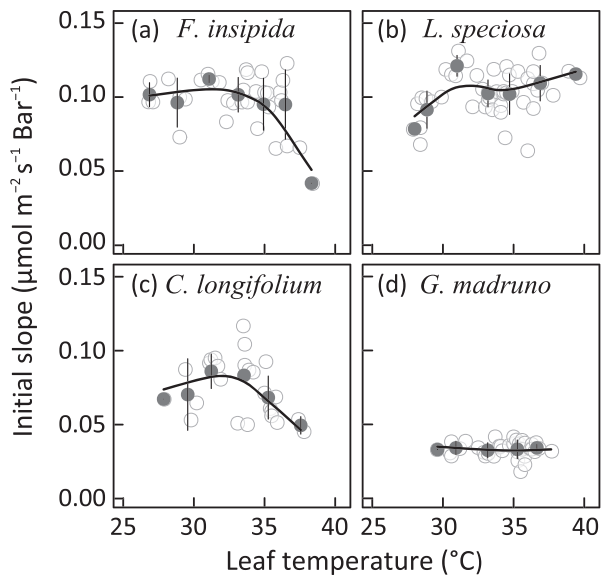 (a) F. insipida
(b) L. speciosa
0.15
0.10
0.05
0.00
(c) C. longifolium
(d) G. madruno
0.15
0.10
0.05
0.00
Initial slope (μmol m⁻² s⁻¹ Bar⁻¹)
25 30 35 40 25 30 35 40
Leaf temperature (°C)